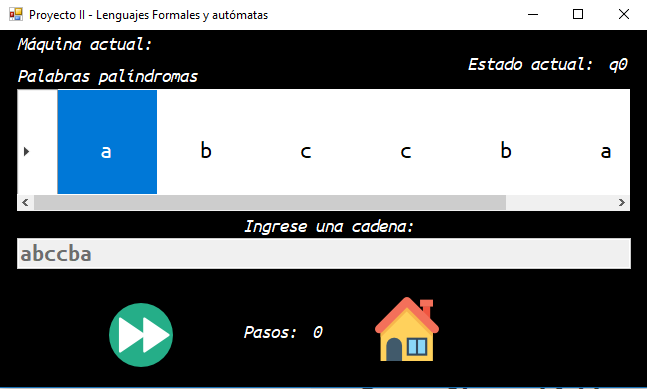 Proyecto II - Lenguajes Formales y autómatas
Máquina actual:
Estado actual: q0
Palabras palíndromas
a b c c b a
Ingrese una cadena:
abccba
Pasos: 0